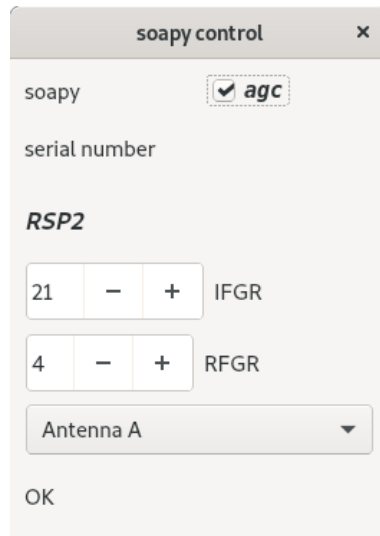 soapy control ×
soapy agc
serial number
RSP2
21 − + IFGR
4 − + RFGR
Antenna A
OK